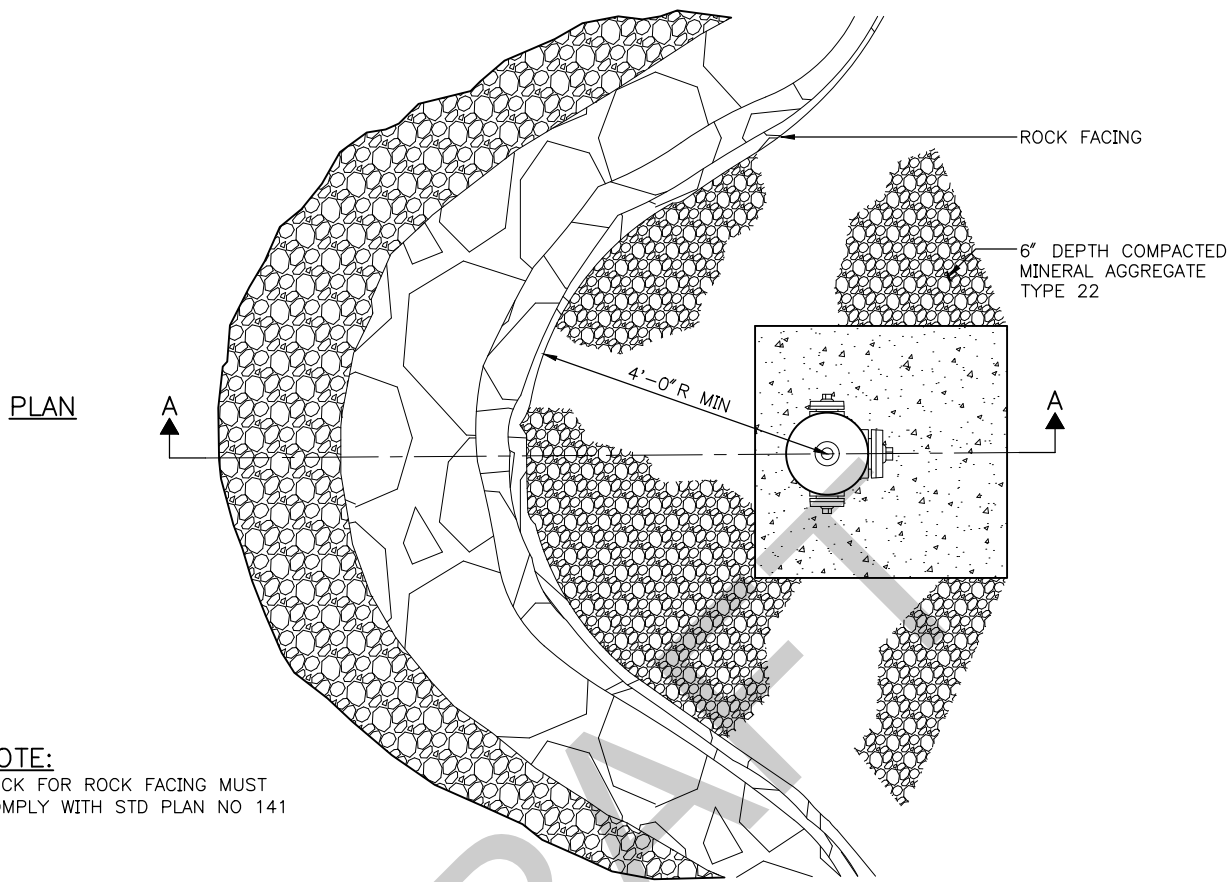 ROCK FACING
6" DEPTH COMPACTED
MINERAL AGGREGATE
TYPE 22
4'-0"R MIN
PLAN
A
A
OTE:
CK FOR ROCK FACING MUST
OMPLY WITH STD PLAN NO 141
RAFT